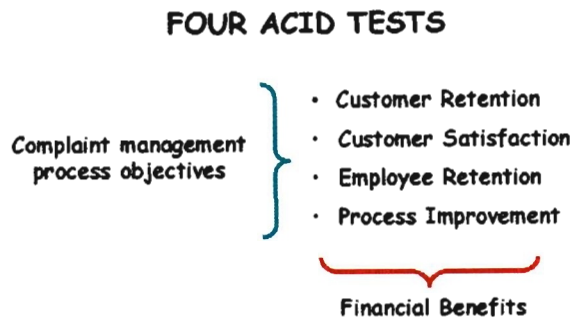 FOUR ACID TESTS
Complaint management
process objectives
• Customer Retention
• Customer Satisfaction
• Employee Retention
• Process Improvement
Financial Benefits